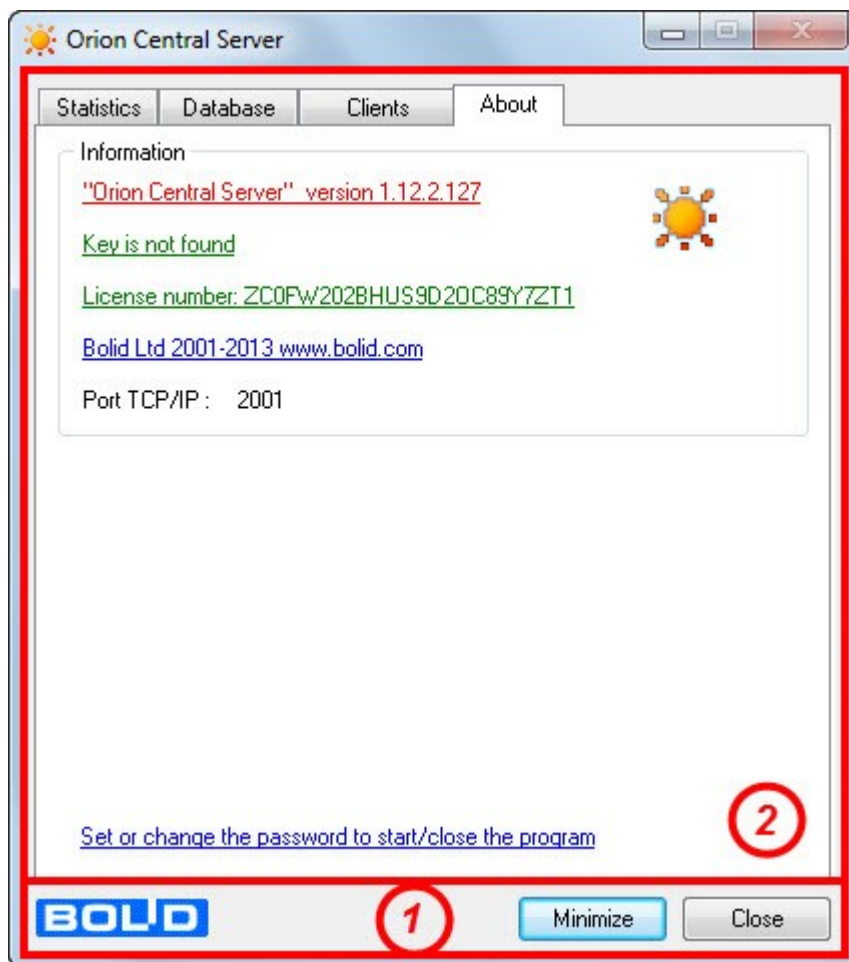 Orion Central Server
Statistics Database Clients About
Information
"Orion Central Server" version 1.12.2.127
Key is not found
License number: ZC0FW202BHUS9D2OC89Y7ZT1
Bolid Ltd 2001-2013 www.bolid.com
Port TCP/IP : 2001
2
Set or change the password to start/close the program
BOLID 1 Minimize Close